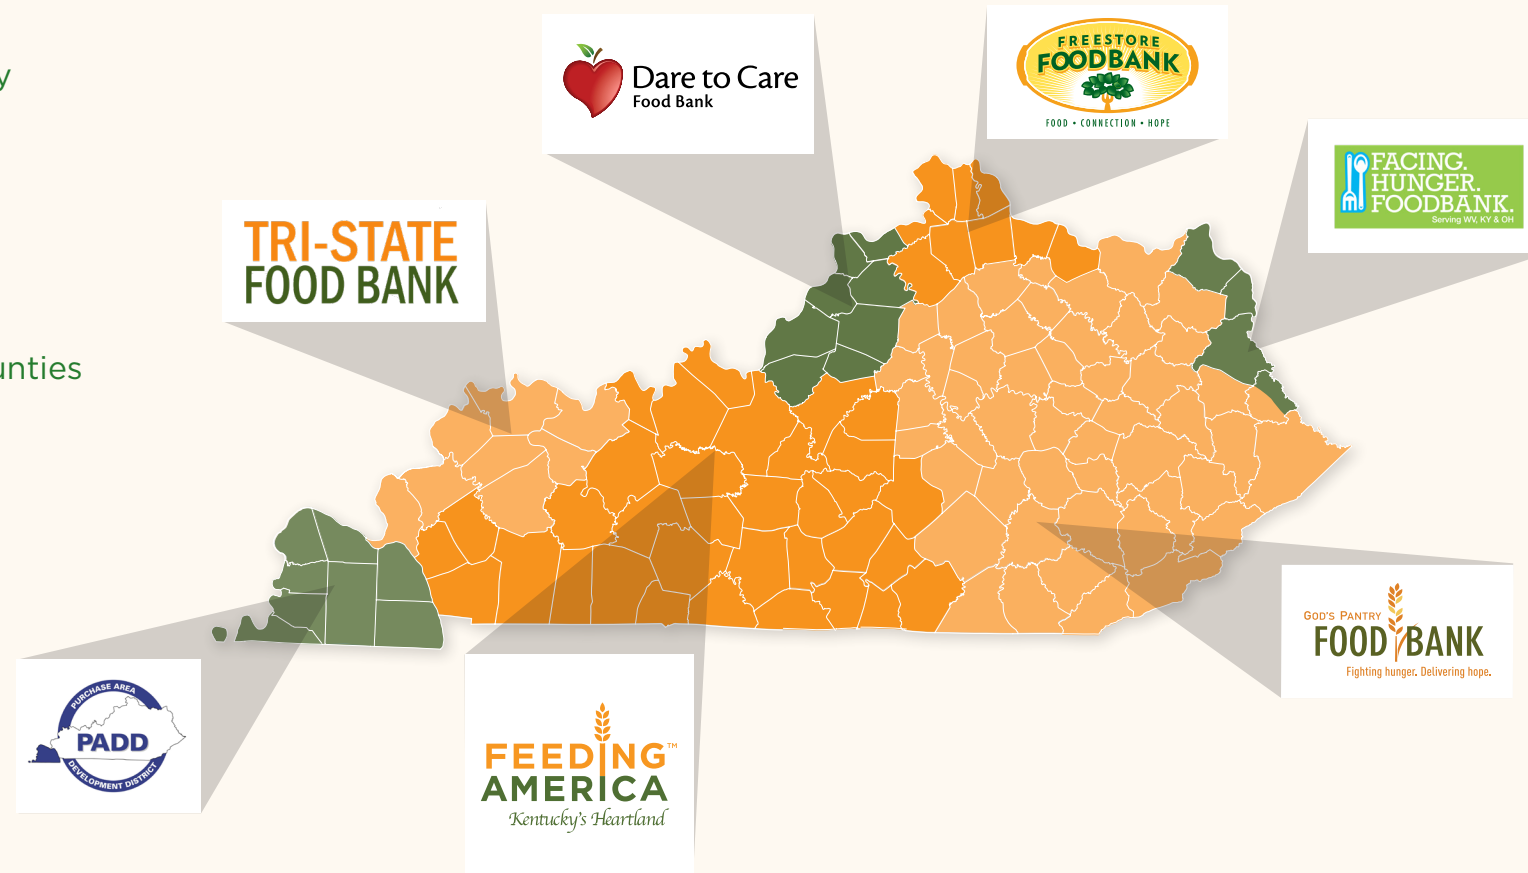 y
unties
Dare to Care
Food Bank
FREESTORE
FOODBANK
FOOD • CONNECTION • HOPE
FACING.
HUNGER.
FOODBANK.
Serving WV, KY & OH
TRI-STATE
FOOD BANK
GOD'S PANTRY
FOOD BANK
Fighting hunger. Delivering hope.
PURCHASE AREA
PADD
DEVELOPMENT DISTRICT
FEEDING™
AMERICA
Kentucky's Heartland